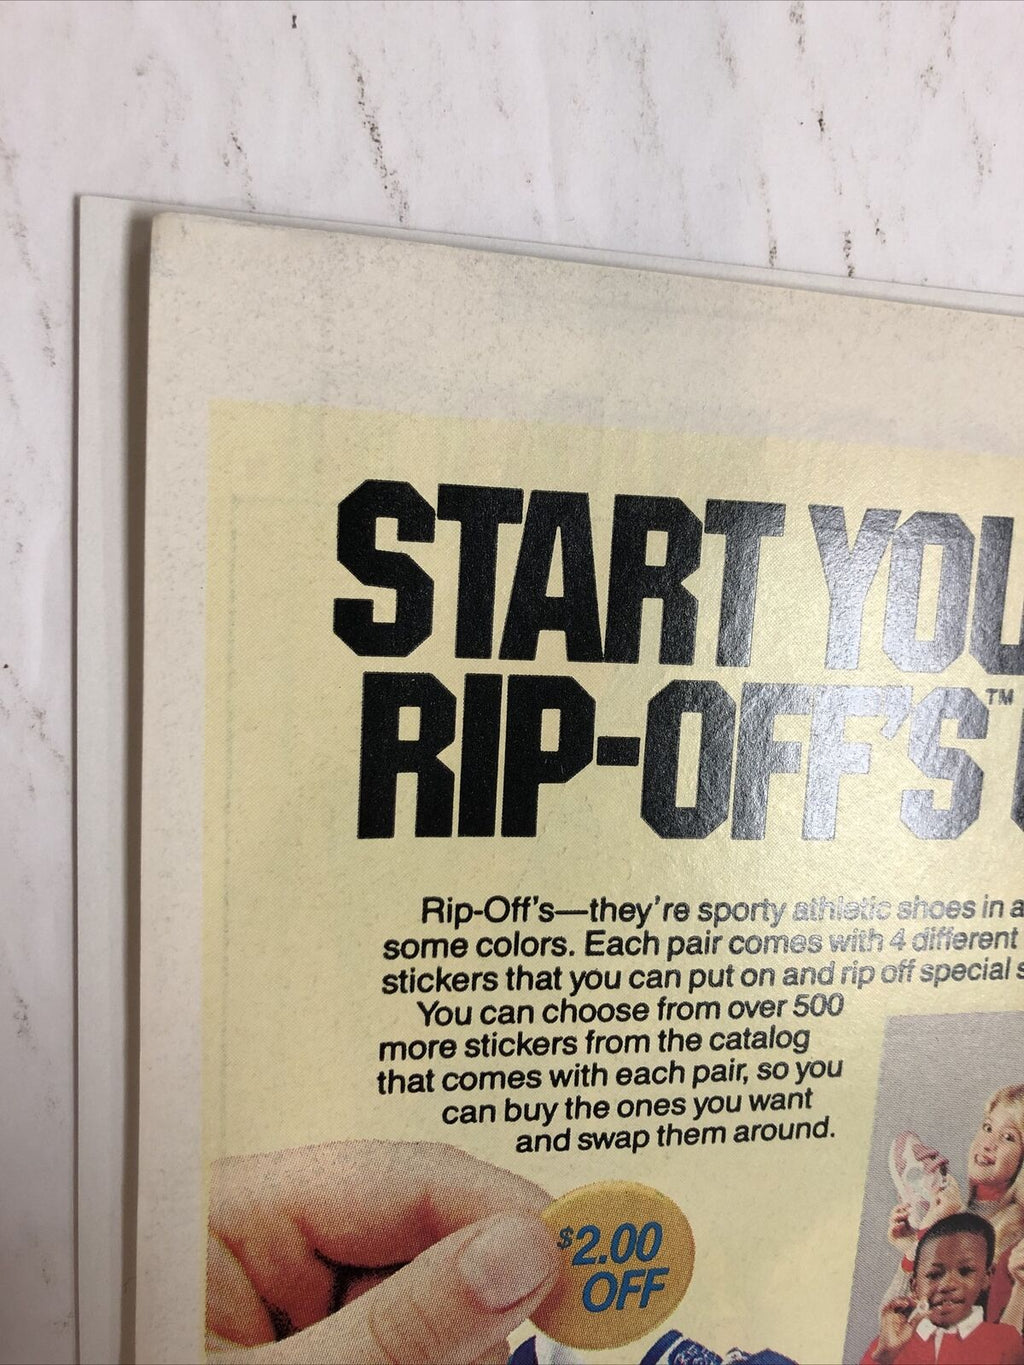 START YOU
RIP-OFF'S™
Rip-Off's—they're sporty athletic shoes in a
some colors. Each pair comes with 4 different
stickers that you can put on and rip off special s
You can choose from over 500
more stickers from the catalog
that comes with each pair, so you
can buy the ones you want
and swap them around.
$2.00
OFF